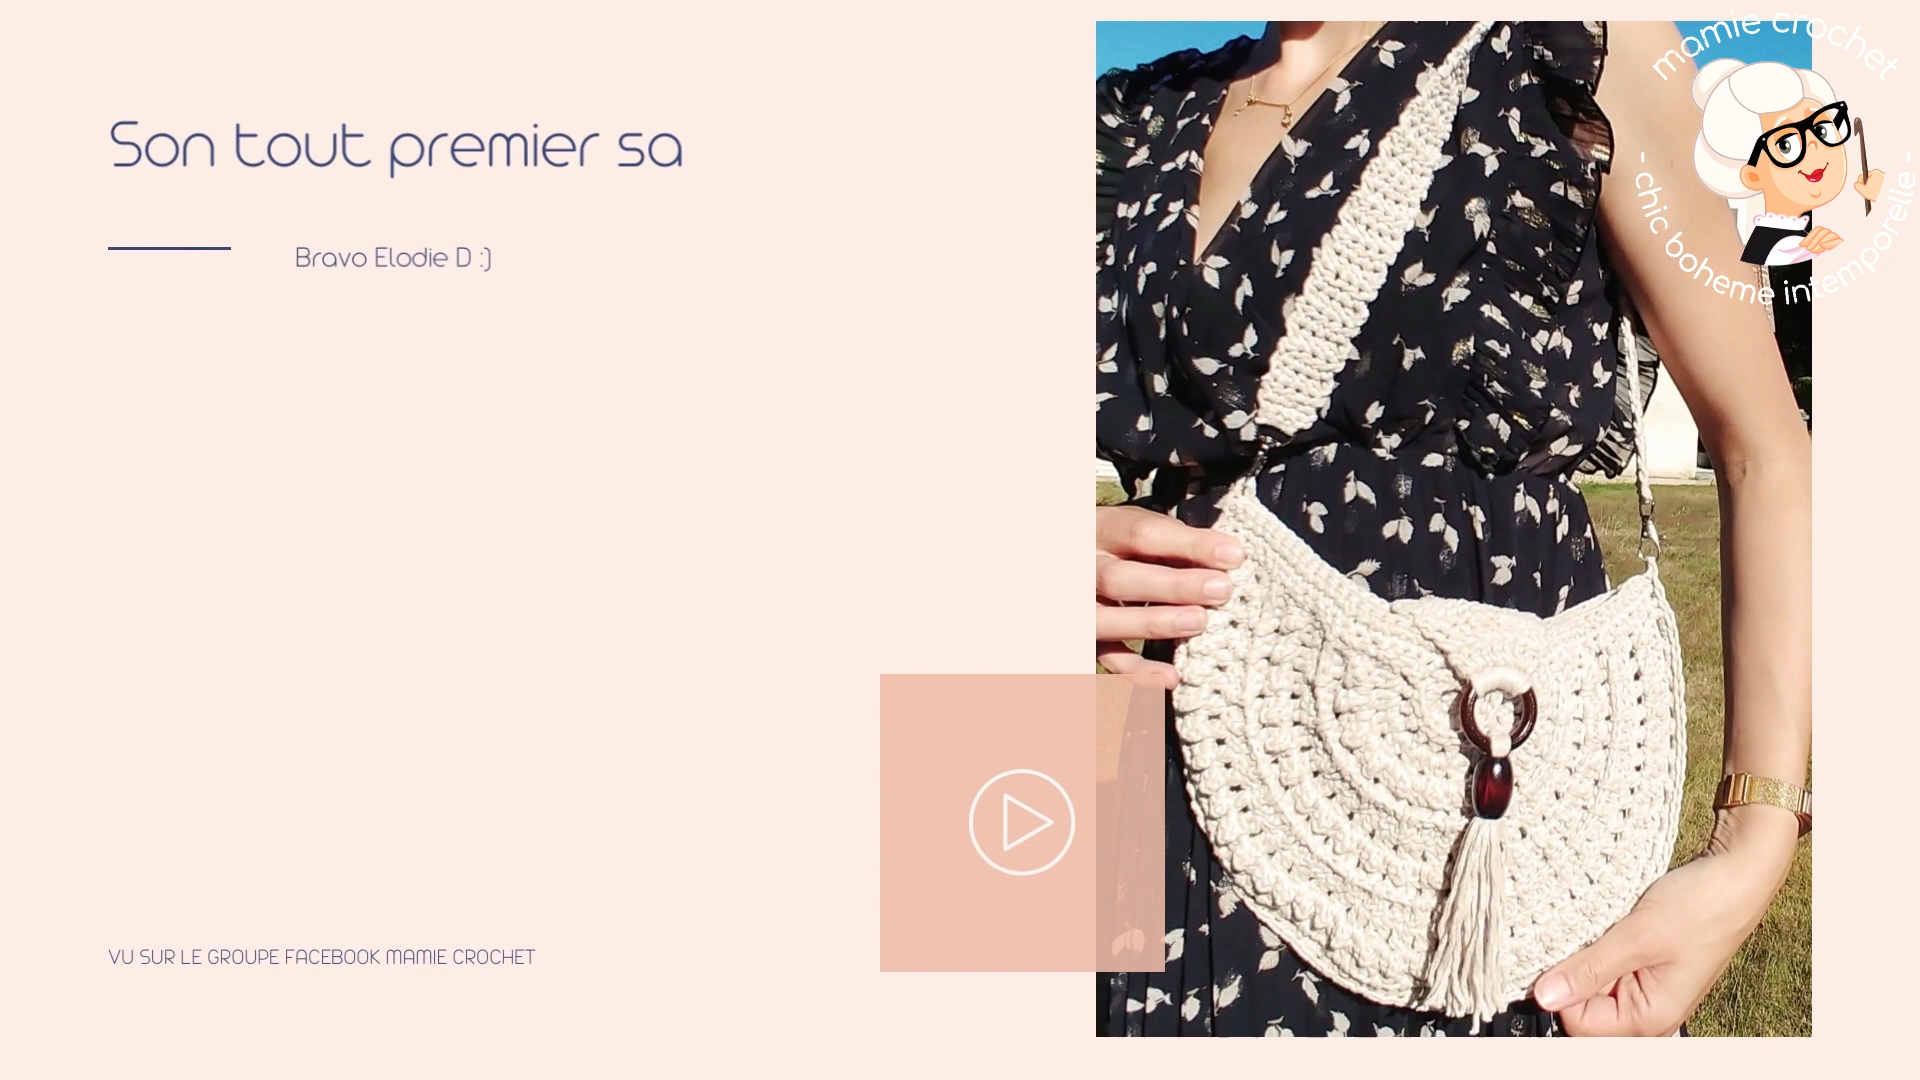 Son tout premier sa
Bravo Elodie D :)
VU SUR LE GROUPE FACEBOOK MAMIE CROCHET
mamie crochet
- chic boheme intemporelle -